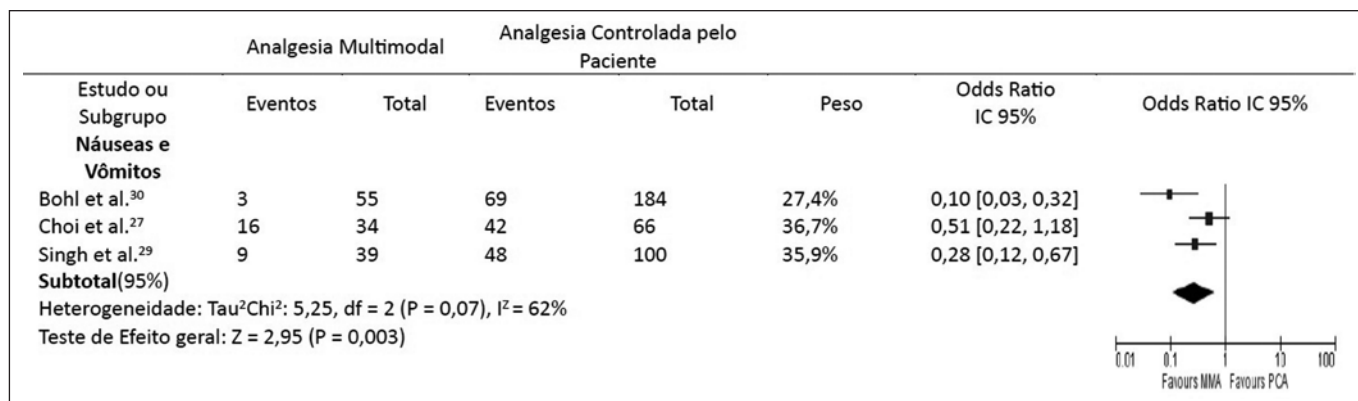 Analgesia Multimodal Analgesia Controlada pelo
Paciente
Estudo ou
Subgrupo Eventos Total Eventos Total Peso Odds Ratio
IC 95% Odds Ratio IC 95%
Náuseas e
Vômitos
Bohl et al.³⁰ 3 55 69 184 27,4% 0,10 [0,03, 0,32]
Choi et al.²⁷ 16 34 42 66 36,7% 0,51 [0,22, 1,18]
Singh et al.²⁹ 9 39 48 100 35,9% 0,28 [0,12, 0,67]
Subtotal(95%)
Heterogeneidade: Tau²Chi²: 5,25, df = 2 (P = 0,07), Iᶻ = 62%
Teste de Efeito geral: Z = 2,95 (P = 0,003)
0.01 0.1 1 10 100
Favours MMA Favours PCA